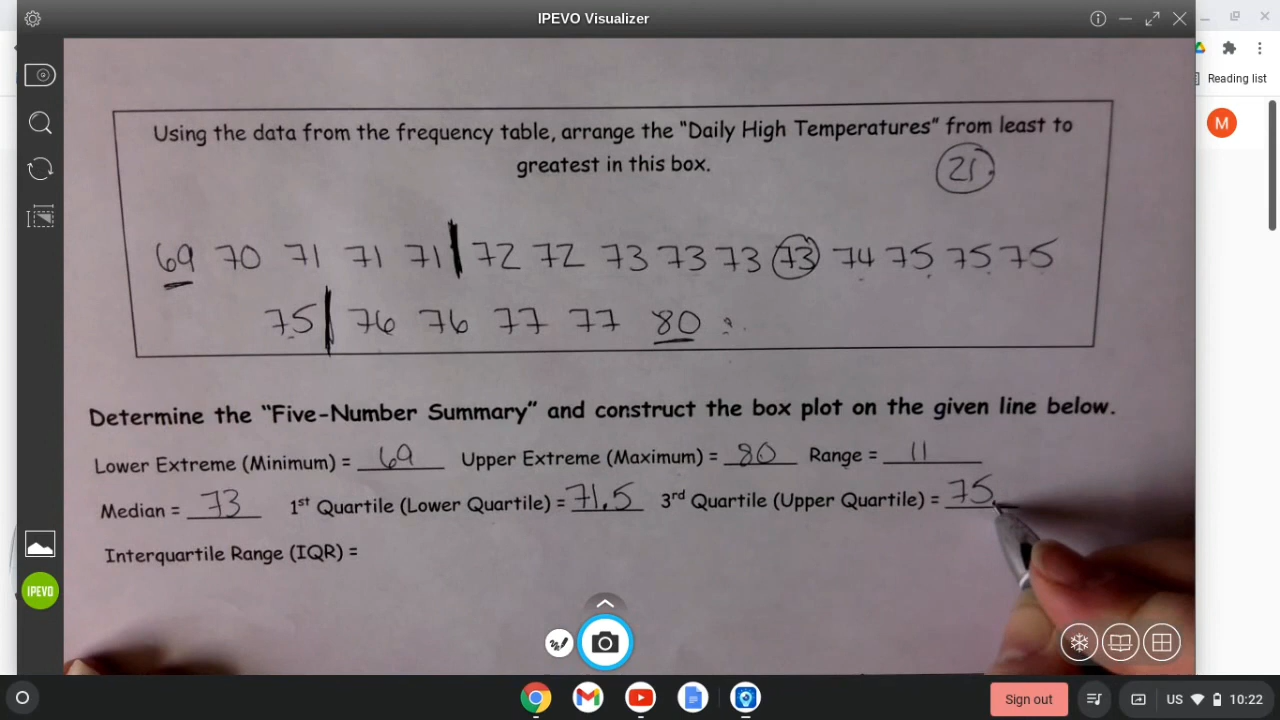 IPEVO Visualizer
Reading list
M
Using the data from the frequency table, arrange the "Daily High Temperatures" from least to
greatest in this box.
21
69 70 71 71 71 72 72 73 73 73 73 74 75 75 75
75 76 76 77 77 80
Determine the "Five-Number Summary" and construct the box plot on the given line below.
Lower Extreme (Minimum) = 69 Upper Extreme (Maximum) = 80 Range = 11
Median = 73 1st Quartile (Lower Quartile) = 71.5 3rd Quartile (Upper Quartile) = 75.
Interquartile Range (IQR) =
IPEVO
Sign out
US
10:22